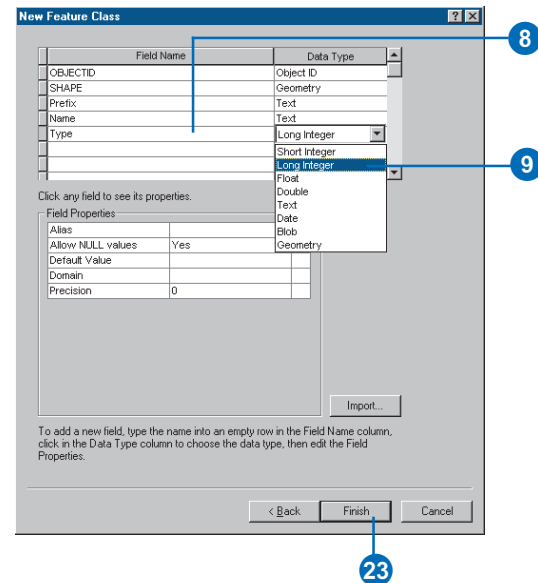 New Feature Class
? X
8
Field Name Data Type
OBJECTID Object ID
SHAPE Geometry
Prefix Text
Name Text
Type Long Integer
Short Integer
Long Integer
9
Float
Double
Text
Date
Blob
Geometry
Click any field to see its properties.
Field Properties
Alias
Allow NULL values Yes
Default Value
Domain
Precision 0
Import...
To add a new field, type the name into an empty row in the Field Name column,
click in the Data Type column to choose the data type, then edit the Field
Properties.
< Back Finish Cancel
23